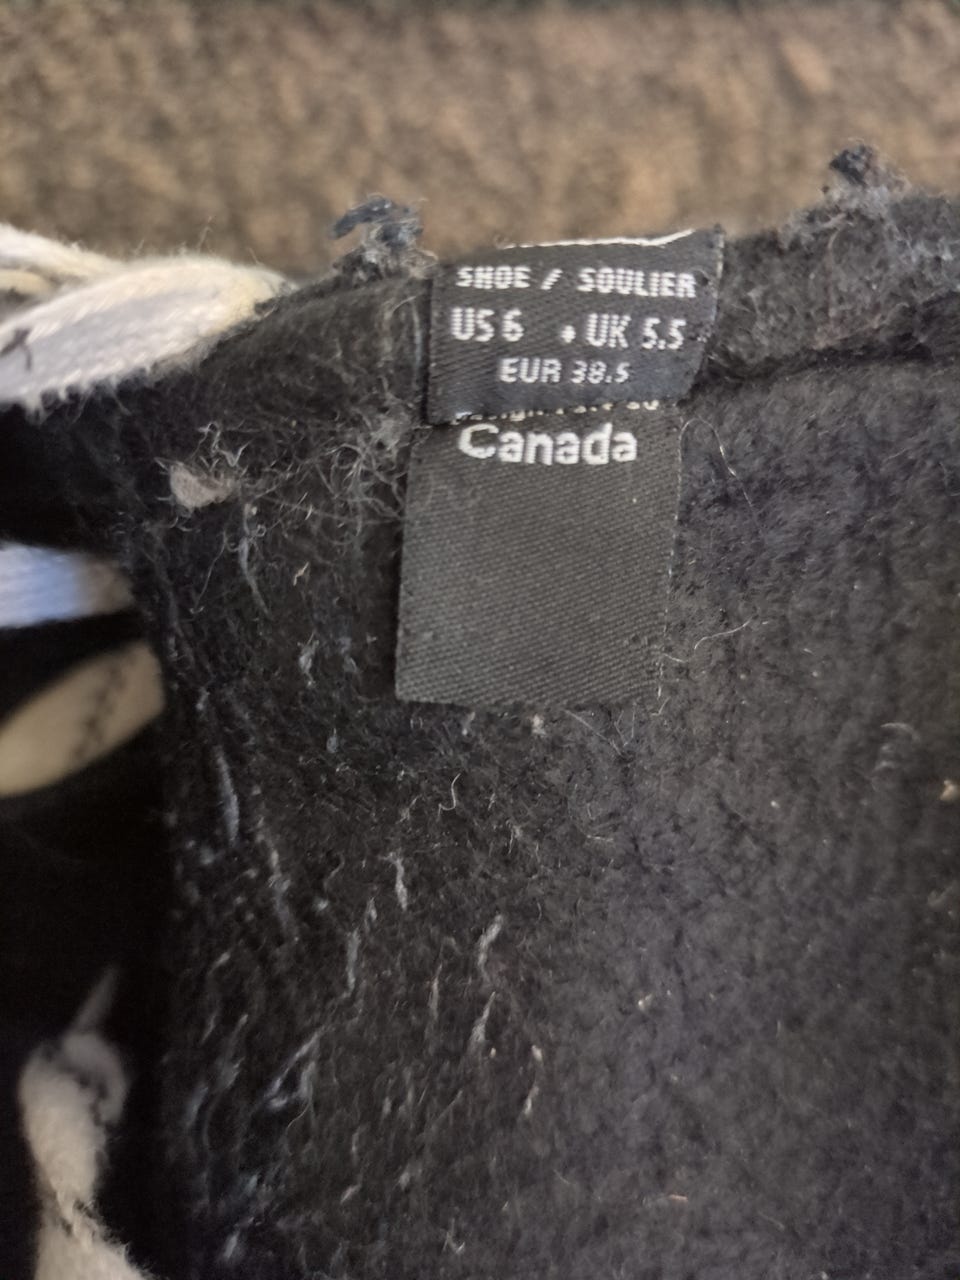 SHOE / SOULIER
US 6 • UK 5.5
EUR 38.5
Canada